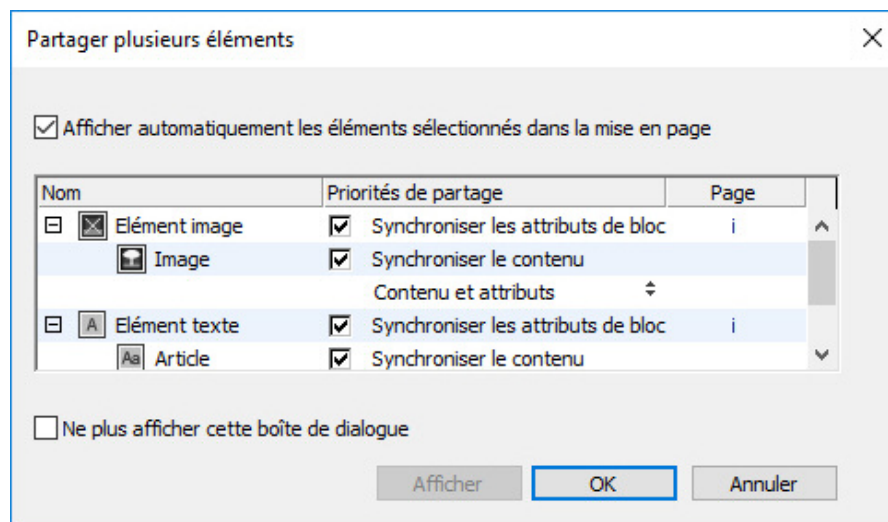 Partager plusieurs éléments
Afficher automatiquement les éléments sélectionnés dans la mise en page
Nom Priorités de partage Page
Elément image Synchroniser les attributs de bloc i
Image Synchroniser le contenu
Contenu et attributs
A Elément texte Synchroniser les attributs de bloc i
Aa Article Synchroniser le contenu
Ne plus afficher cette boîte de dialogue
Afficher OK Annuler